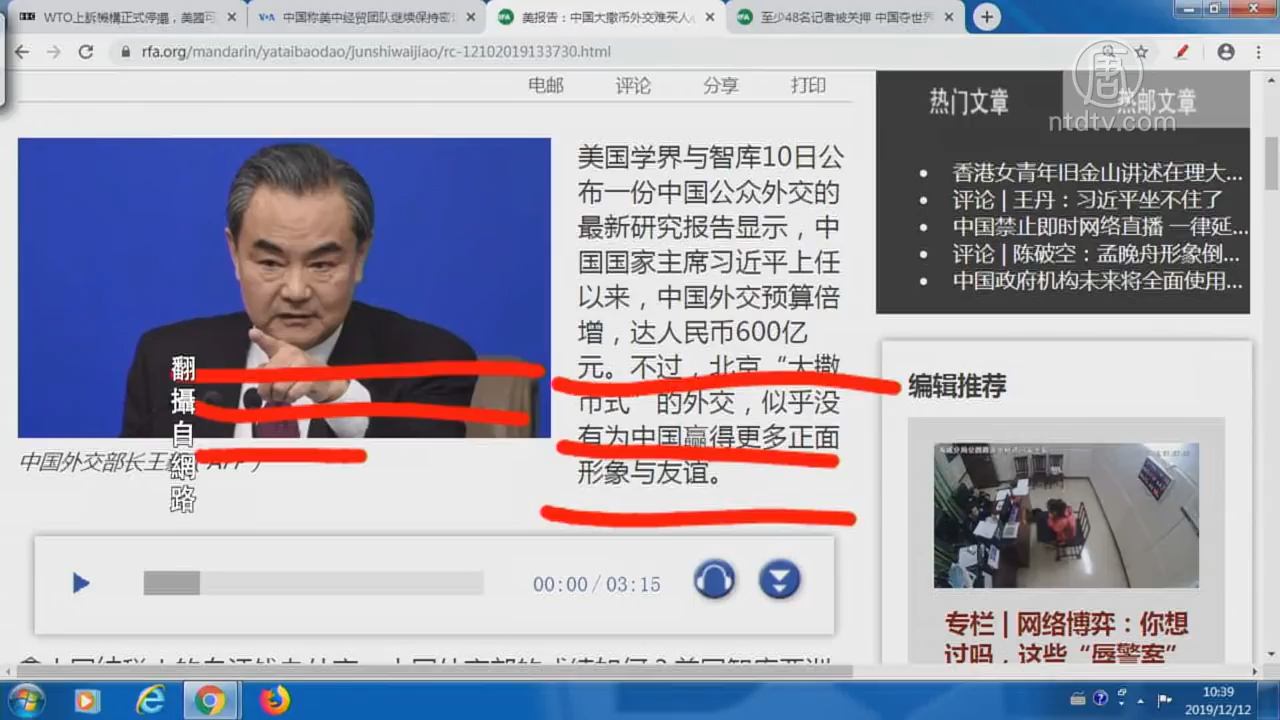 WTO上訴機構正式停擺，美國可
VOA 中国称美中经贸团队继续保持密
美报告：中国大撒币外交难买人心
至少48名记者被关押 中国夺世界
rfa.org/mandarin/yataibaodao/junshiwaijiao/rc-12102019133730.html
唐
ntdtv.com
电邮 评论 分享 打印
热门文章 热邮文章
美国学界与智库10日公
布一份中国公众外交的
最新研究报告显示，中
国国家主席习近平上任
以来，中国外交预算倍
增，达人民币600亿
元。不过，北京“大撒
币式”的外交，似乎没
有为中国赢得更多正面
形象与友谊。
香港女青年旧金山讲述在理大...
评论 | 王丹：习近平坐不住了
中国禁止即时网络直播 一律延...
评论 | 陈破空：孟晚舟形象倒...
中国政府机构未来将全面使用...
翻攝自網路
中国外交部长王
编辑推荐
00:00 / 03:15
专栏 | 网络博弈：你想
过吗，这些“辱警案”
10:39
2019/12/12